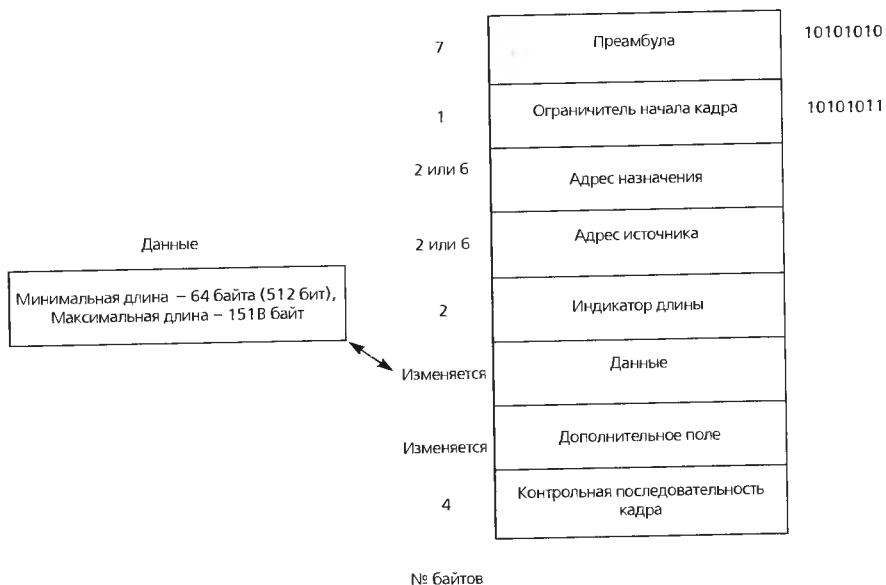 7
Преамбула
10101010
1
Ограничитель начала кадра
10101011
2 или 6
Адрес назначения
2 или 6
Адрес источника
2
Индикатор длины
Данные
Минимальная длина – 64 байта (512 бит),
Максимальная длина – 151В байт
Изменяется
Данные
Изменяется
Дополнительное поле
4
Контрольная последовательность
кадра
№ байтов